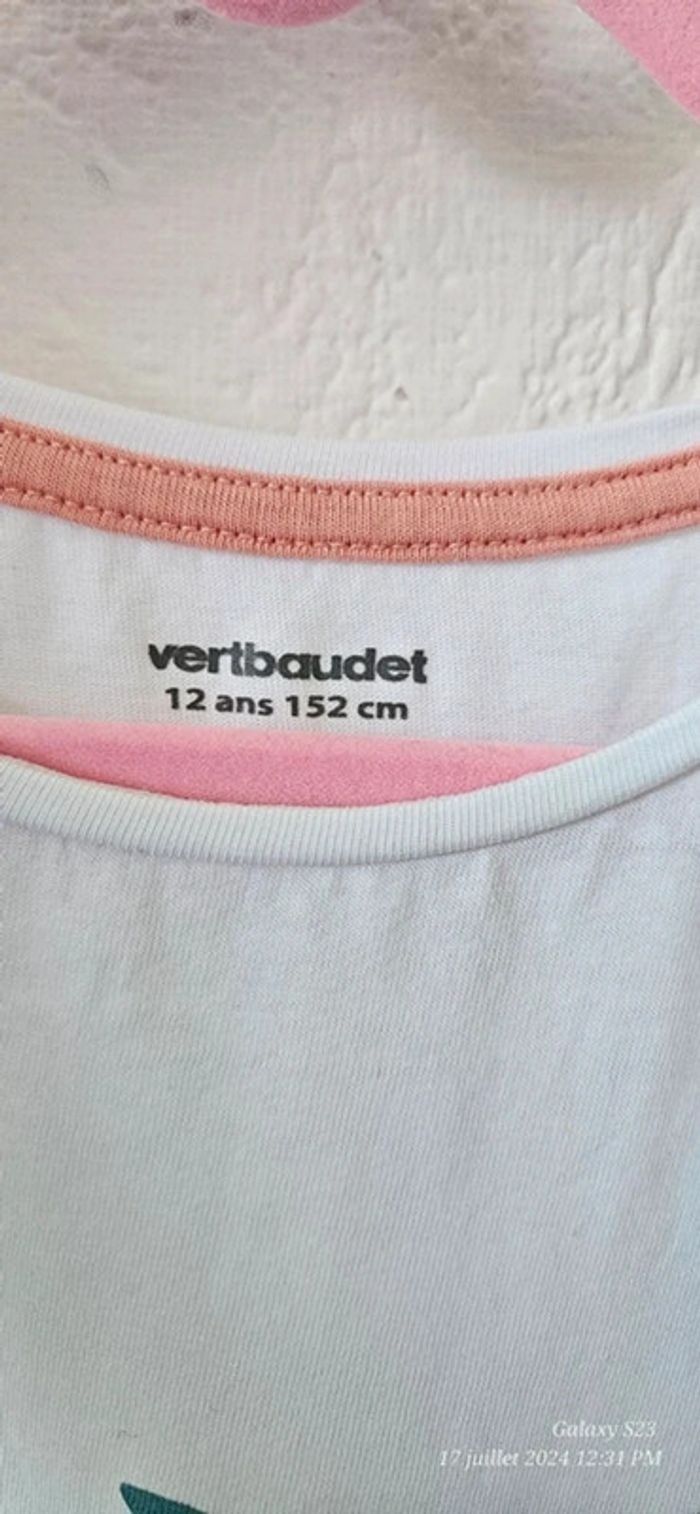 vertbaudet
12 ans 152 cm
Galaxy S23
17 juillet 2024 12:31 PM